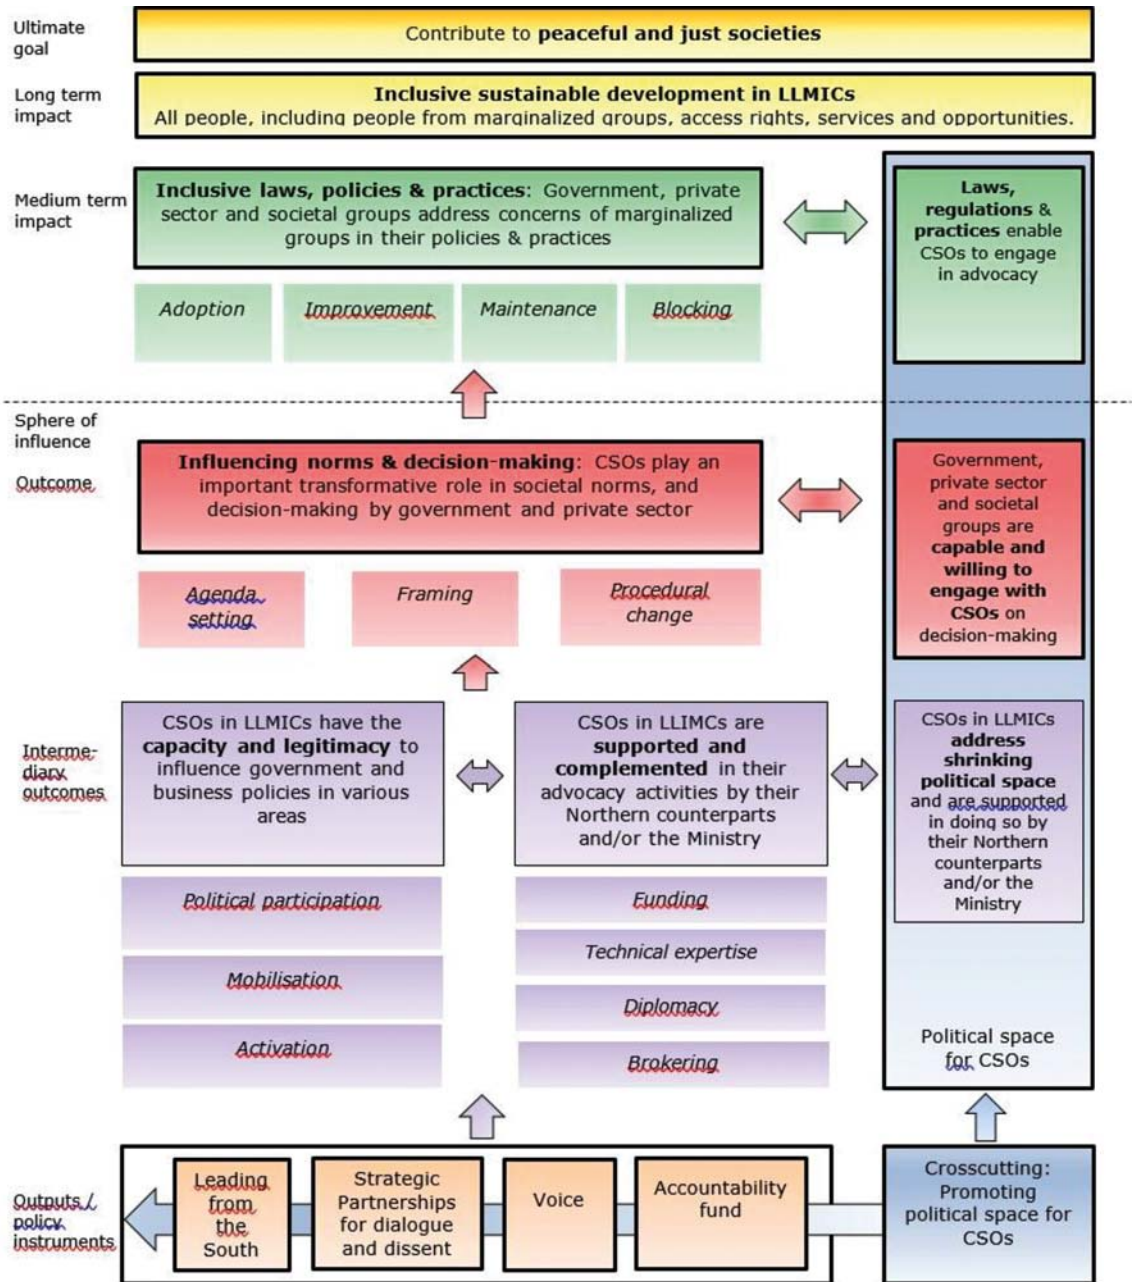 Ultimate
goal
Contribute to peaceful and just societies
Long term
impact
Inclusive sustainable development in LLMICs
All people, including people from marginalized groups, access rights, services and opportunities.
Medium term
impact
Inclusive laws, policies & practices: Government, private
sector and societal groups address concerns of marginalized
groups in their policies & practices
Laws,
regulations &
practices enable
CSOs to engage
in advocacy
Adoption
Improvement
Maintenance
Blocking
Sphere of
influence
Outcome
Influencing norms & decision-making: CSOs play an
important transformative role in societal norms, and
decision-making by government and private sector
Government,
private sector
and societal
groups are
capable and
willing to
engage with
CSOs on
decision-making
Agenda
setting
Framing
Procedural
change
Interme-
diary
outcomes
CSOs in LLMICs have the
capacity and legitimacy to
influence government and
business policies in various
areas
CSOs in LLIMCs are
supported and
complemented in their
advocacy activities by their
Northern counterparts
and/or the Ministry
CSOs in LLMICs
address
shrinking
political space
and are supported
in doing so by
their Northern
counterparts
and/or the
Ministry
Political participation
Mobilisation
Activation
Funding
Technical expertise
Diplomacy
Brokering
Political space
for CSOs
Outputs /
policy
instruments
Leading
from
the
South
Strategic
Partnerships
for dialogue
and dissent
Voice
Accountability
fund
Crosscutting:
Promoting
political space for
CSOs